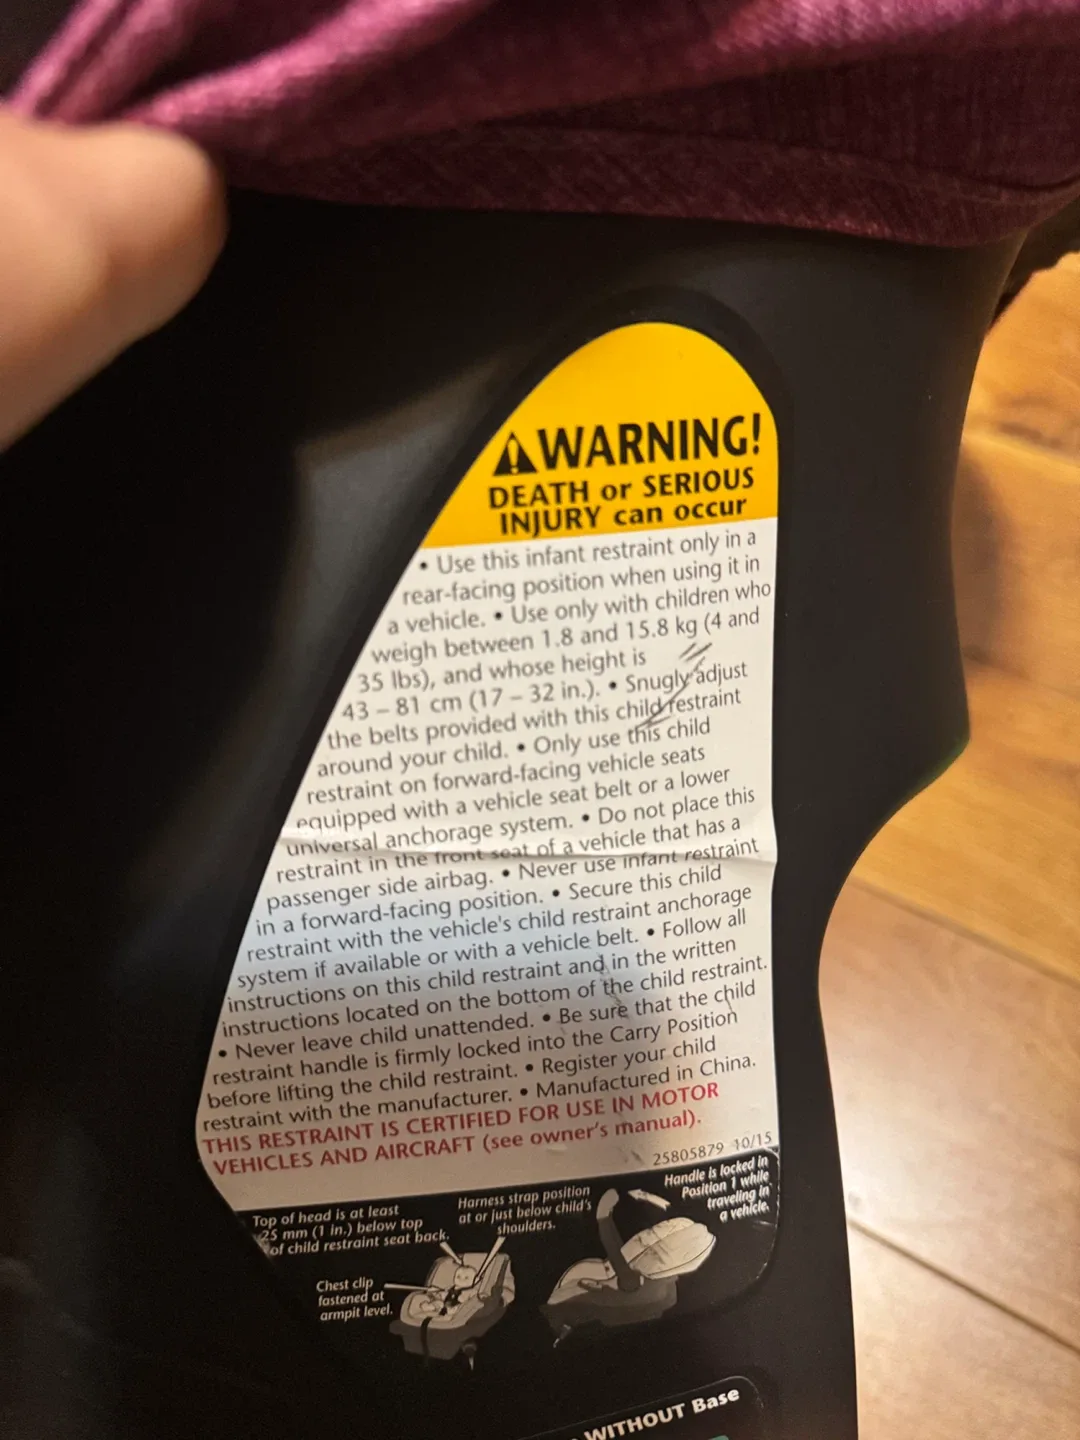 WARNING!
DEATH or SERIOUS
INJURY can occur
• Use this infant restraint only in a
rear-facing position when using it in
a vehicle. • Use only with children who
weigh between 1.8 and 15.8 kg (4 and
35 lbs), and whose height is
43 – 81 cm (17 – 32 in.). • Snugly adjust
the belts provided with this child restraint
around your child. • Only use this child
restraint on forward-facing vehicle seats
equipped with a vehicle seat belt or a lower
universal anchorage system. • Do not place this
restraint in the front seat of a vehicle that has a
passenger side airbag. • Never use infant restraint
in a forward-facing position. • Secure this child
restraint with the vehicle's child restraint anchorage
system if available or with a vehicle belt. • Follow all
instructions on this child restraint and in the written
instructions located on the bottom of the child restraint.
• Never leave child unattended. • Be sure that the child
restraint handle is firmly locked into the Carry Position
before lifting the child restraint. • Register your child
restraint with the manufacturer. • Manufactured in China.
THIS RESTRAINT IS CERTIFIED FOR USE IN MOTOR
VEHICLES AND AIRCRAFT (see owner's manual).
25805879 10/15
Top of head is at least
25 mm (1 in.) below top
of child restraint seat back.
Harness strap position
at or just below child's
shoulders.
Handle is locked in
Position 1 while
traveling in
a vehicle.
Chest clip
fastened at
armpit level.
WITHOUT Base